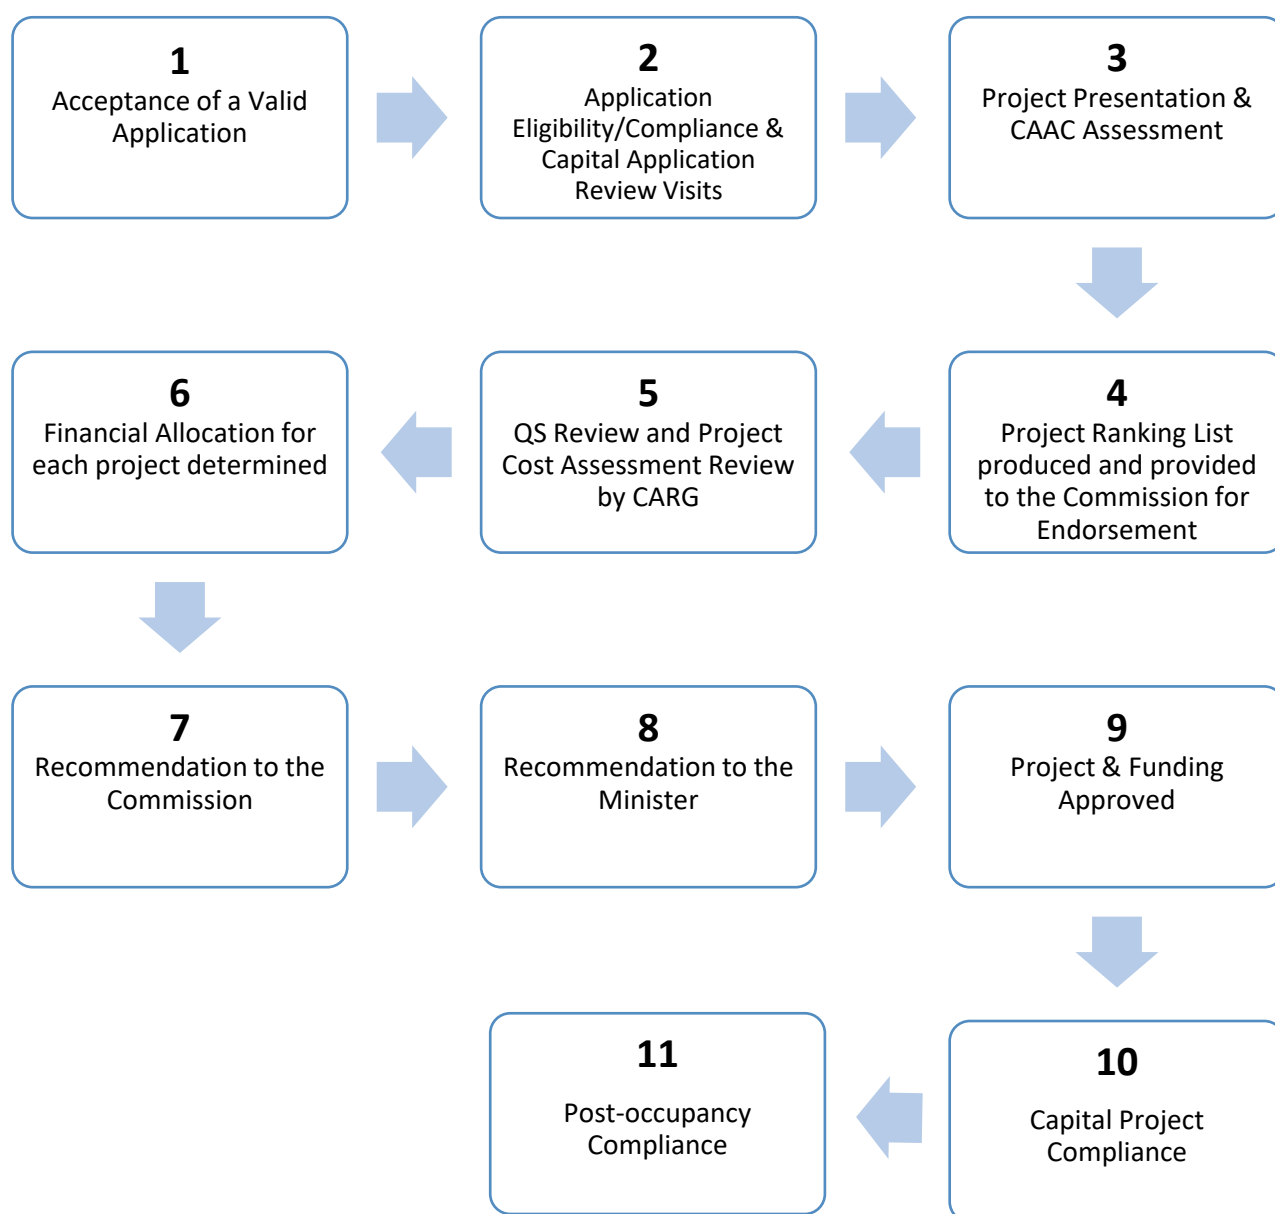 1
Acceptance of a Valid
Application
2
Application
Eligibility/Compliance &
Capital Application
Review Visits
3
Project Presentation &
CAAC Assessment
4
Project Ranking List
produced and provided
to the Commission for
Endorsement
5
QS Review and Project
Cost Assessment Review
by CARG
6
Financial Allocation for
each project determined
7
Recommendation to the
Commission
8
Recommendation to the
Minister
9
Project & Funding
Approved
10
Capital Project
Compliance
11
Post-occupancy
Compliance